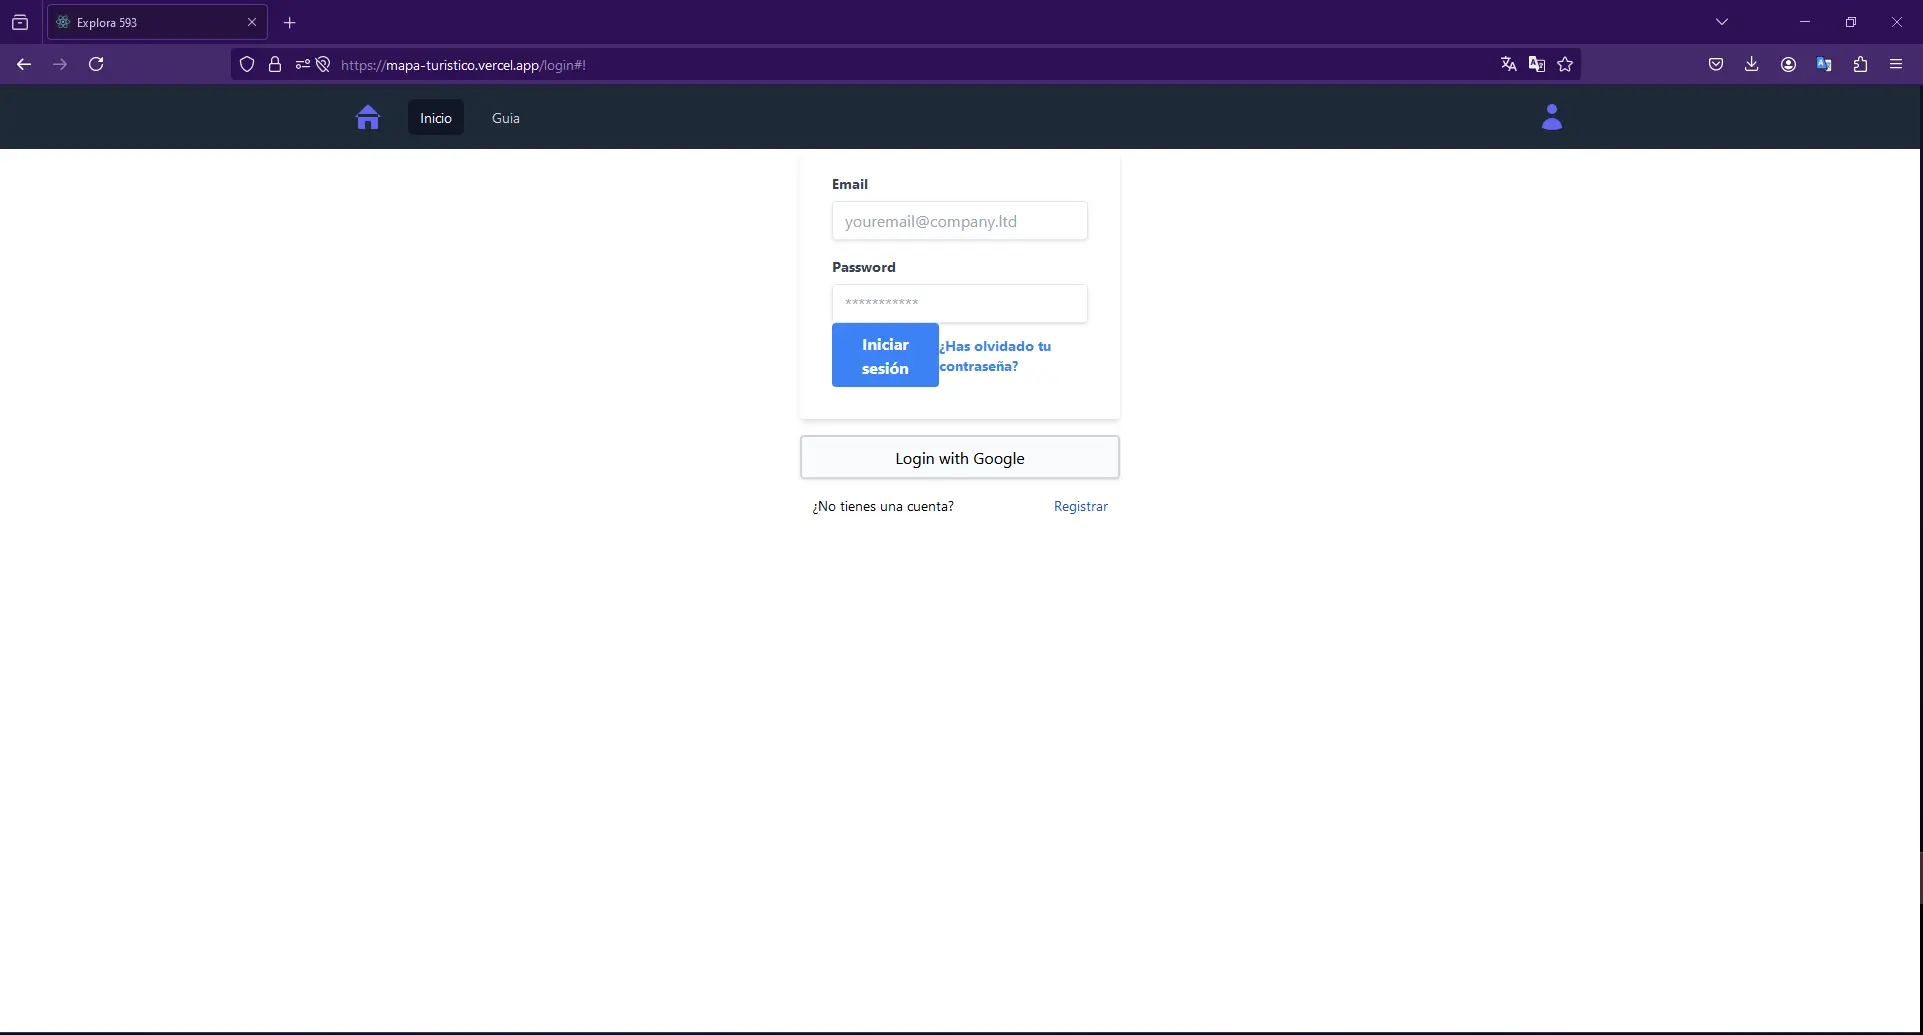 Explora 593
https://mapa-turistico.vercel.app/login#!
Inicio
Guia
Email
youremail@company.ltd
Password
***********
Iniciar
sesión
¿Has olvidado tu
contraseña?
Login with Google
¿No tienes una cuenta?
Registrar